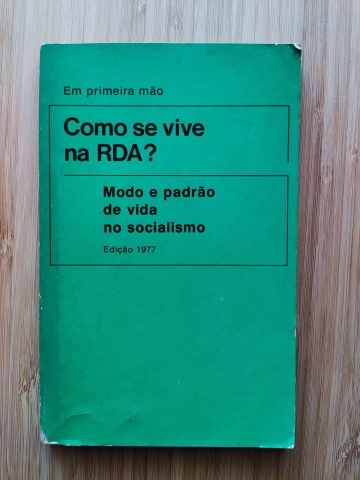 Em primeira mão
Como se vive
na RDA?
Modo e padrão
de vida
no socialismo
Edição 1977